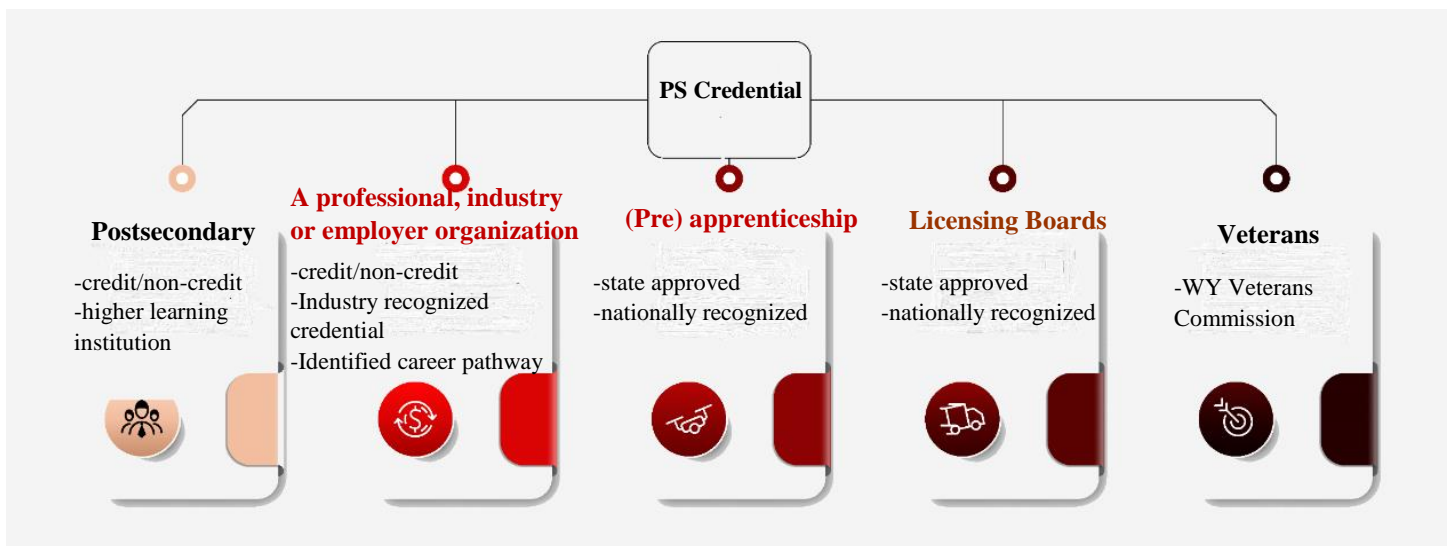 PS Credential
Postsecondary
-credit/non-credit
-higher learning
institution
A professional, industry
or employer organization
-credit/non-credit
-Industry recognized
credential
-Identified career pathway
(Pre) apprenticeship
-state approved
-nationally recognized
Licensing Boards
-state approved
-nationally recognized
Veterans
-WY Veterans
Commission